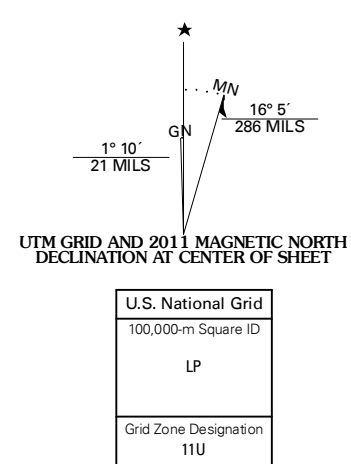 ★
MN
GN
16° 5´
286 MILS
1° 10´
21 MILS
UTM GRID AND 2011 MAGNETIC NORTH
DECLINATION AT CENTER OF SHEET
U.S. National Grid
100,000-m Square ID
LP
Grid Zone Designation
11U